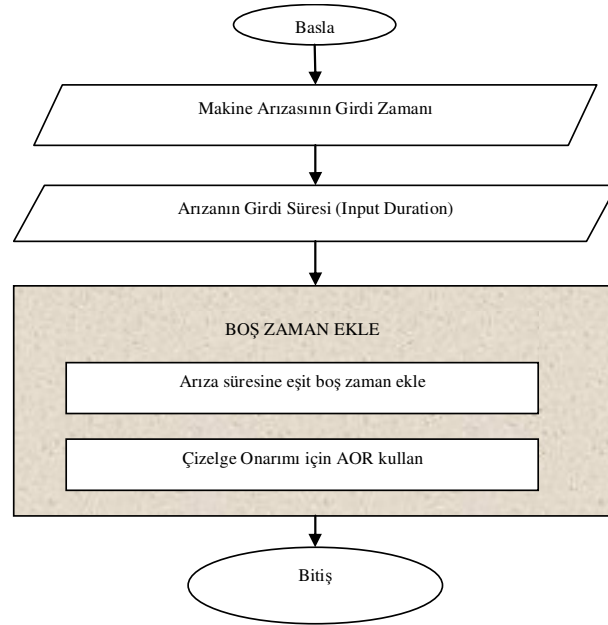 Basla
Makine Arızasının Girdi Zamanı
Arızanın Girdi Süresi (Input Duration)
BOŞ ZAMAN EKLE
Arıza süresine eşit boş zaman ekle
Çizelge Onarımı için AOR kullan
Bitiş